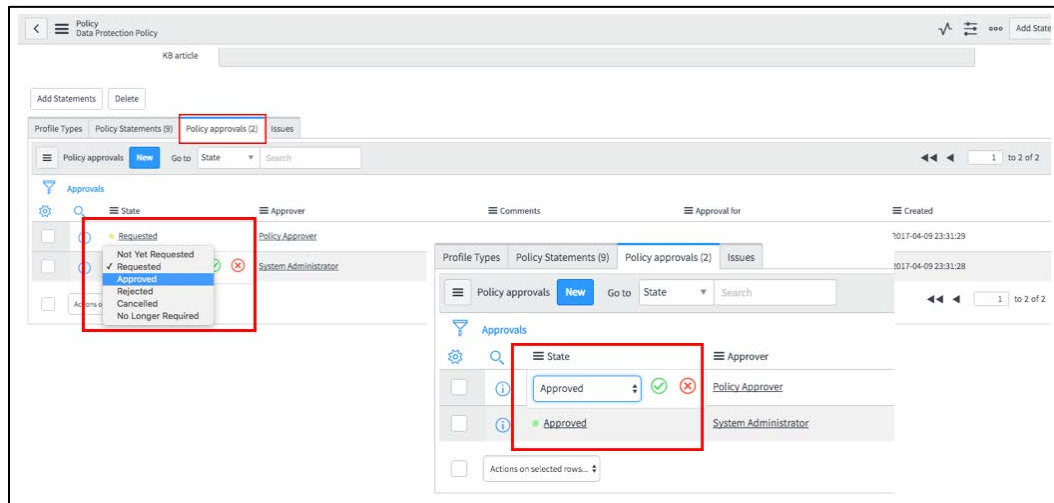 Policy
Data Protection Policy
Add State
KB article
Add Statements Delete
Profile Types Policy Statements (9) Policy approvals (2) Issues
Policy approvals New Go to State Search 1 to 2 of 2
Approvals
State Approver Comments Approval for Created
Requested Policy Approver 2017-04-09 23:31:29
Not Yet Requested
✓ Requested System Administrator 2017-04-09 23:31:28
Approved
Rejected
Cancelled
No Longer Required
1 to 2 of 2
Profile Types Policy Statements (9) Policy approvals (2) Issues
Policy approvals New Go to State Search
Approvals
State Approver
Approved Policy Approver
Approved System Administrator
Actions on selected rows...